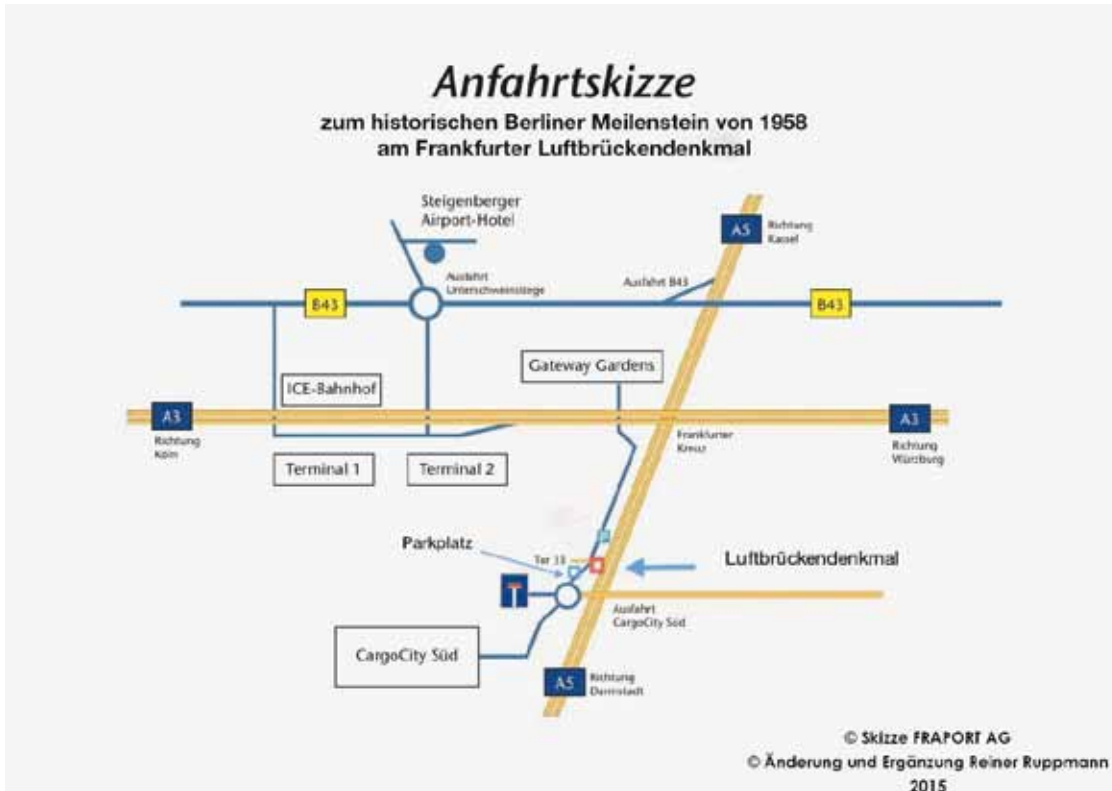 Anfahrtskizze
zum historischen Berliner Meilenstein von 1958
am Frankfurter Luftbrückendenkmal
Steigenberger
Airport-Hotel
A5
Richtung
Kassel
Ausfahrt
Unterschweinstiege
Ausfahrt B43
B43
B43
Gateway Gardens
ICE-Bahnhof
A3
Richtung
Köln
Frankfurter
Kreuz
A3
Richtung
Würzburg
Terminal 1
Terminal 2
Parkplatz
Tor
Luftbrückendenkmal
Ausfahrt
CargoCity Süd
CargoCity Süd
A5
Richtung
Darmstadt
© Skizze FRAPORT AG
© Änderung und Ergänzung Reiner Ruppmann
2015